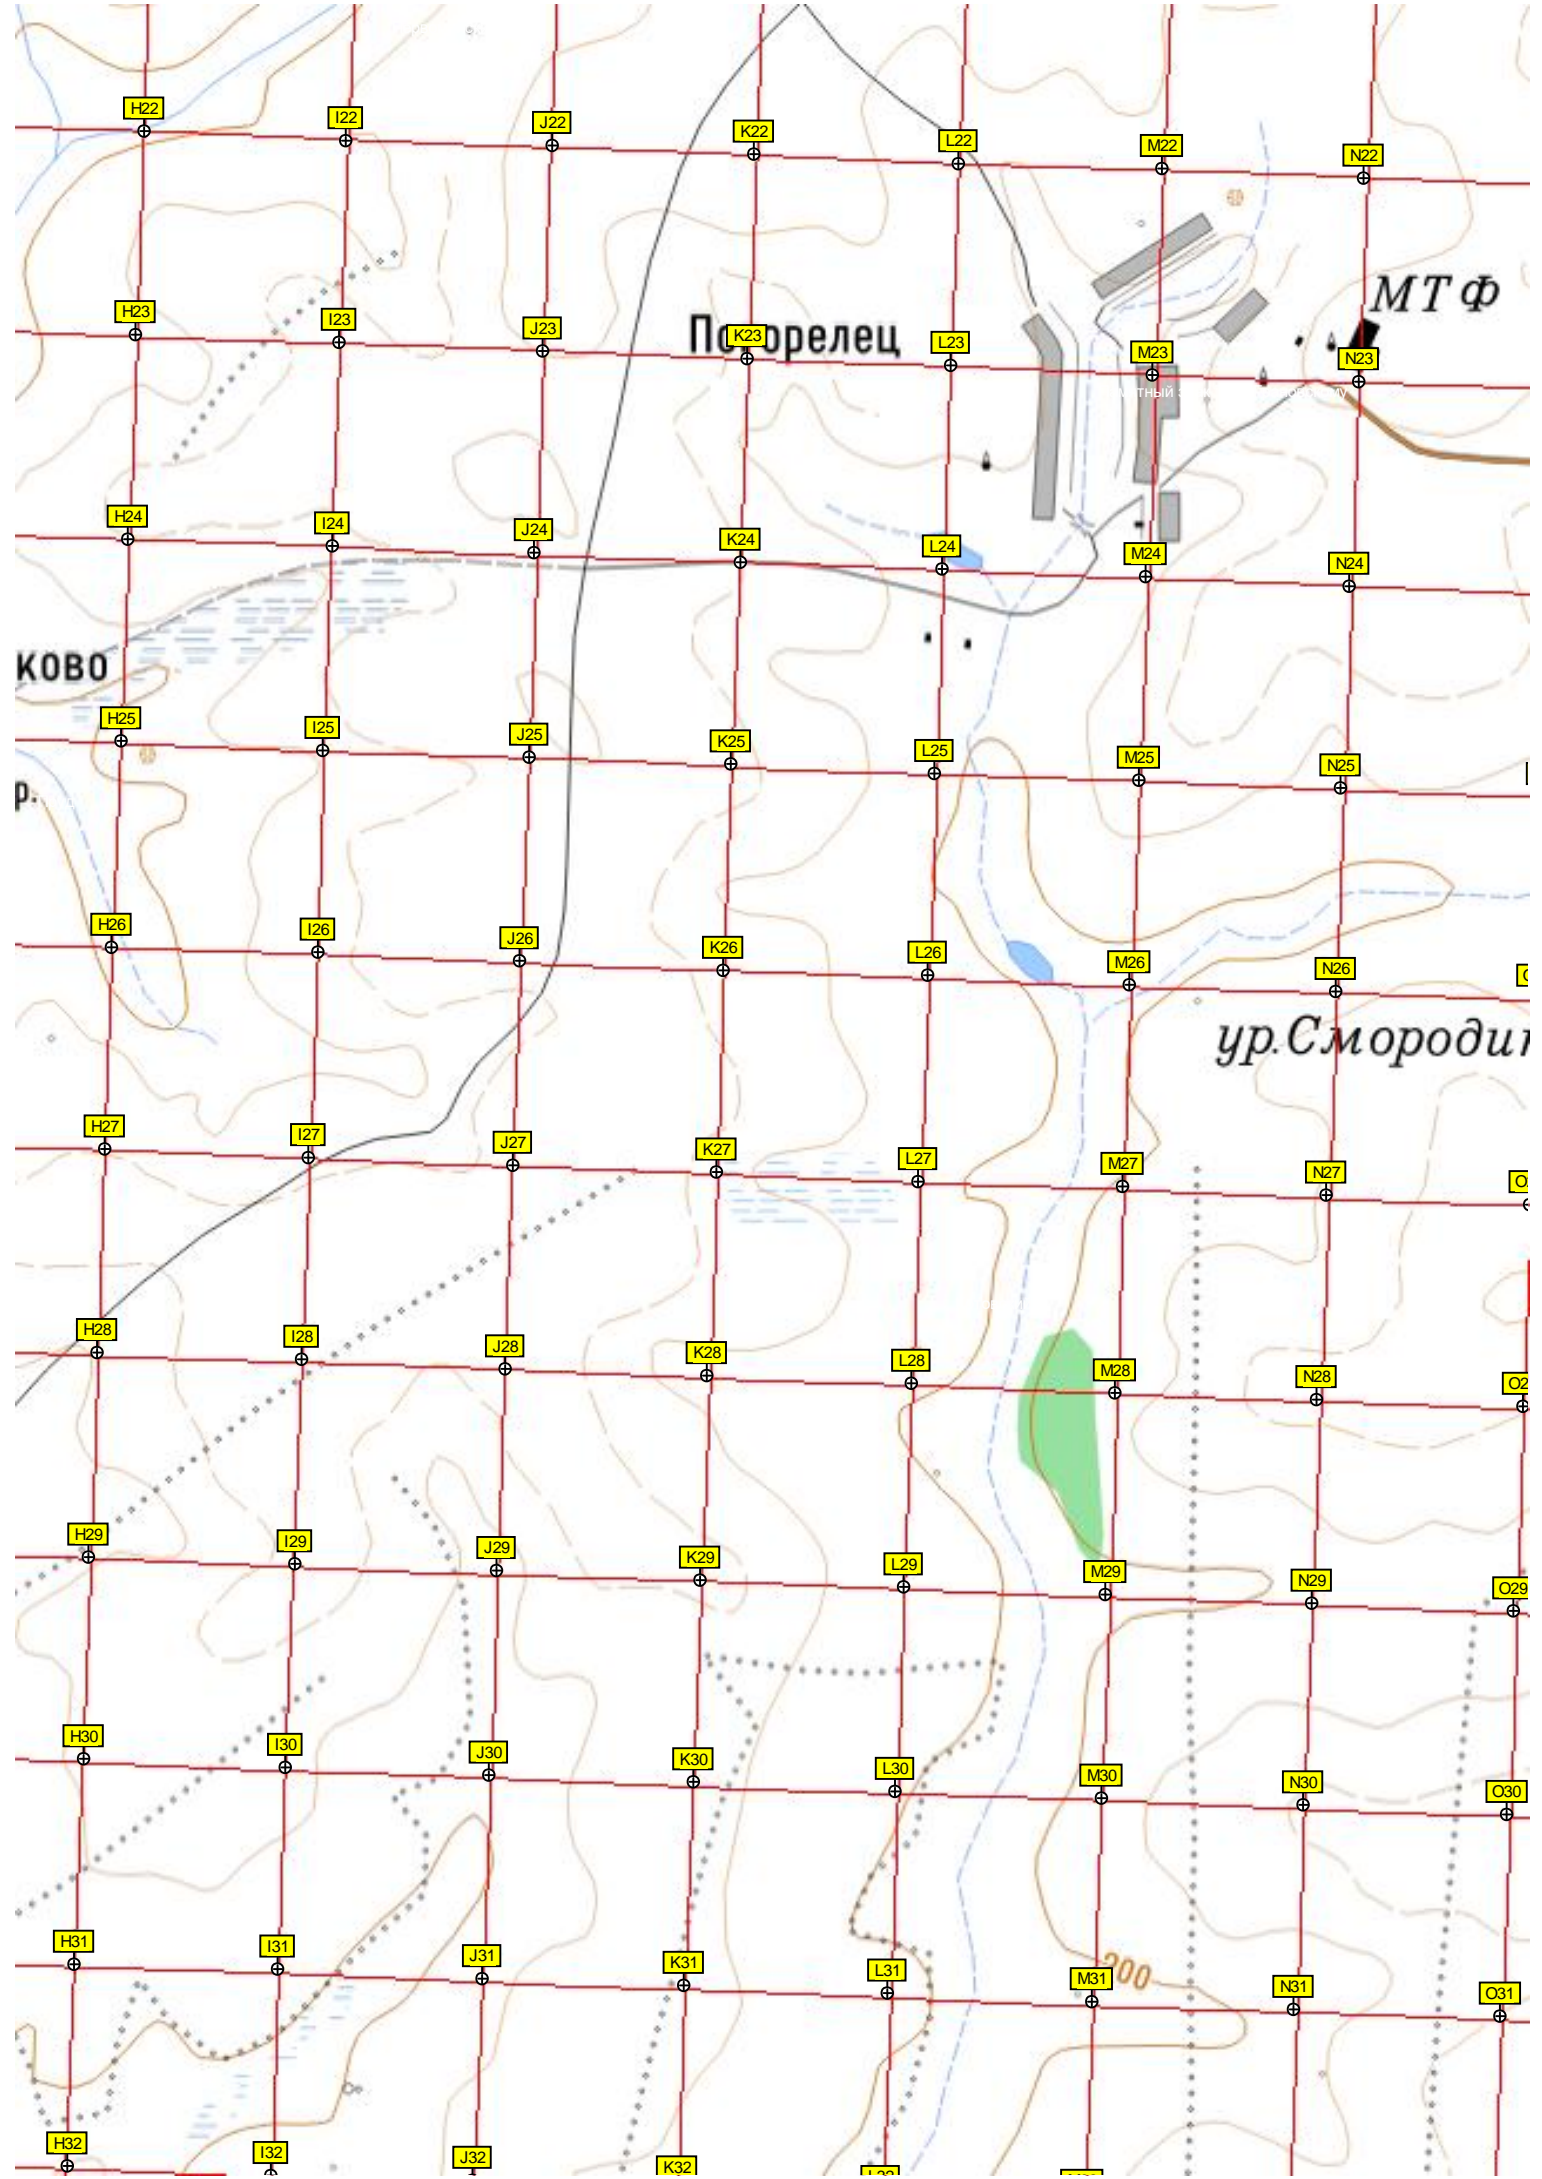 H22 I22 J22 K22 L22 M22 N22
МТФ
H23 I23 J23 K23 L23 M23 N23
H24 I24 J24 K24 L24 M24 N24
ково
H25 I25 J25 K25 L25 M25 N25
р.
H26 I26 J26 K26 L26 M26 N26
ур.Смороди
H27 I27 J27 K27 L27 M27 N27
H28 I28 J28 K28 L28 M28 N28
H29 I29 J29 K29 L29 M29 N29 O29
H30 I30 J30 K30 L30 M30 N30 O30
H31 I31 J31 K31 L31 M31 N31 O31
200
H32 I32 J32 K32